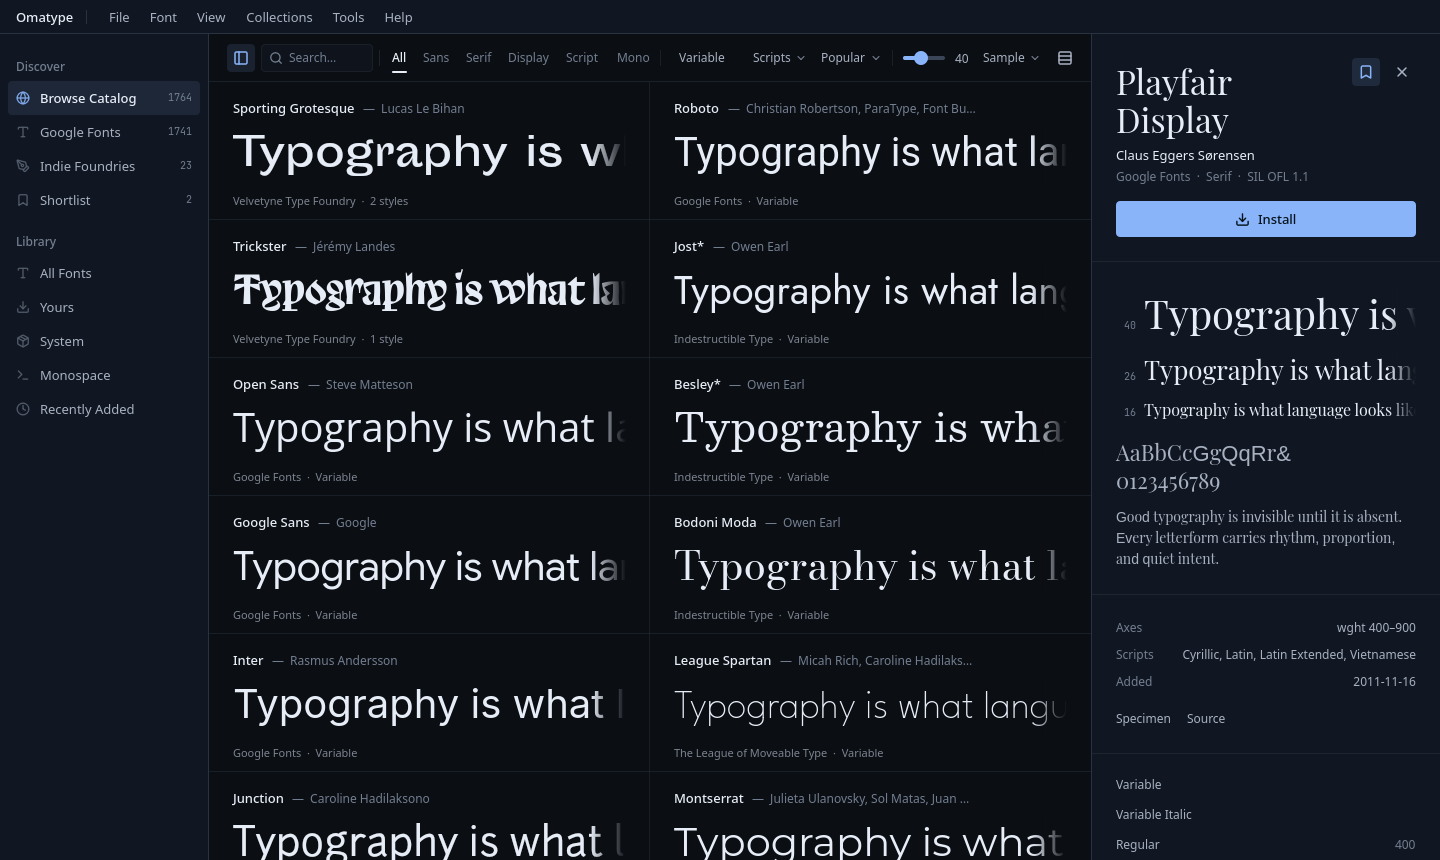 Omatype File Font View Collections Tools Help
Discover
Browse Catalog 1764
Google Fonts 1741
Indie Foundries 23
Shortlist 2
Library
All Fonts
Yours
System
Monospace
Recently Added
Search... All Sans Serif Display Script Mono Variable Scripts Popular 40 Sample
Sporting Grotesque — Lucas Le Bihan
Typography is w
Velvetyne Type Foundry · 2 styles
Roboto — Christian Robertson, ParaType, Font Bu...
Typography is what lan
Google Fonts · Variable
Trickster — Jérémy Landes
Typography is what lan
Velvetyne Type Foundry · 1 style
Jost* — Owen Earl
Typography is what lang
Indestructible Type · Variable
Open Sans — Steve Matteson
Typography is what la
Google Fonts · Variable
Besley* — Owen Earl
Typography is wha
Indestructible Type · Variable
Google Sans — Google
Typography is what lan
Google Fonts · Variable
Bodoni Moda — Owen Earl
Typography is what la
Indestructible Type · Variable
Inter — Rasmus Andersson
Typography is what l
Google Fonts · Variable
League Spartan — Micah Rich, Caroline Hadilaks...
Typography is what langu
The League of Moveable Type · Variable
Junction — Caroline Hadilaksono
Typography is what l
Montserrat — Julieta Ulanovsky, Sol Matas, Juan ...
Typography is what
Playfair
Display
Claus Eggers Sørensen
Google Fonts · Serif · SIL OFL 1.1
Install
40 Typography is w
26 Typography is what lang
16 Typography is what language looks lik
AaBbCcGgQqRr&
0123456789
Good typography is invisible until it is absent.
Every letterform carries rhythm, proportion,
and quiet intent.
Axes wght 400–900
Scripts Cyrillic, Latin, Latin Extended, Vietnamese
Added 2011-11-16
Specimen Source
Variable
Variable Italic
Regular 400